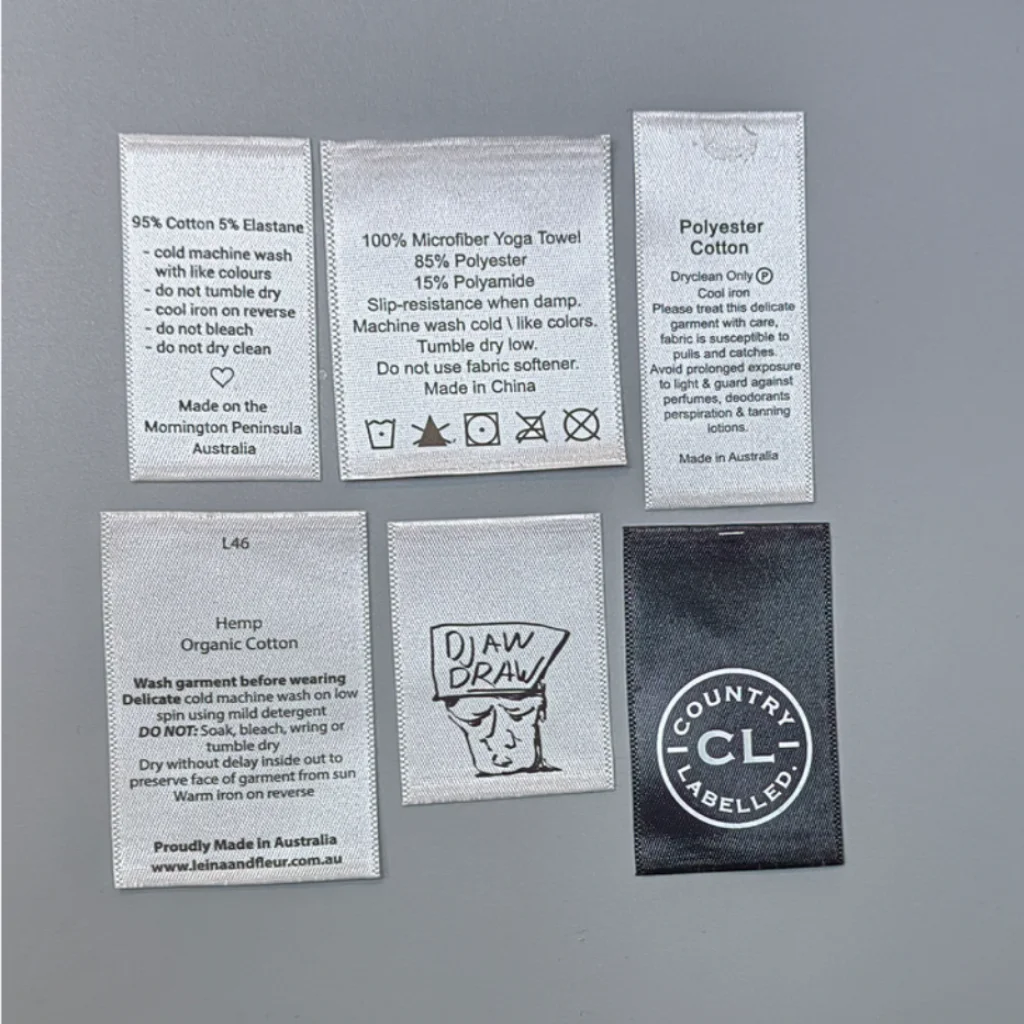 95% Cotton 5% Elastane
- cold machine wash
with like colours
- do not tumble dry
- cool iron on reverse
- do not bleach
- do not dry clean
Made on the
Mornington Peninsula
Australia
100% Microfiber Yoga Towel
85% Polyester
15% Polyamide
Slip-resistance when damp.
Machine wash cold \ like colors.
Tumble dry low.
Do not use fabric softener.
Made in China
Polyester
Cotton
Dryclean Only Ⓟ
Cool iron
Please treat this delicate
garment with care,
fabric is susceptible to
pulls and catches.
Avoid prolonged exposure
to light & guard against
perfumes, deodorants
perspiration & tanning
lotions.
Made in Australia
L46
Hemp
Organic Cotton
Wash garment before wearing
Delicate cold machine wash on low
spin using mild detergent
DO NOT: Soak, bleach, wring or
tumble dry
Dry without delay inside out to
preserve face of garment from sun
Warm iron on reverse
Proudly Made in Australia
www.leinaandfleur.com.au
DJAW
DRAW
COUNTRY
CL
LABELLED.